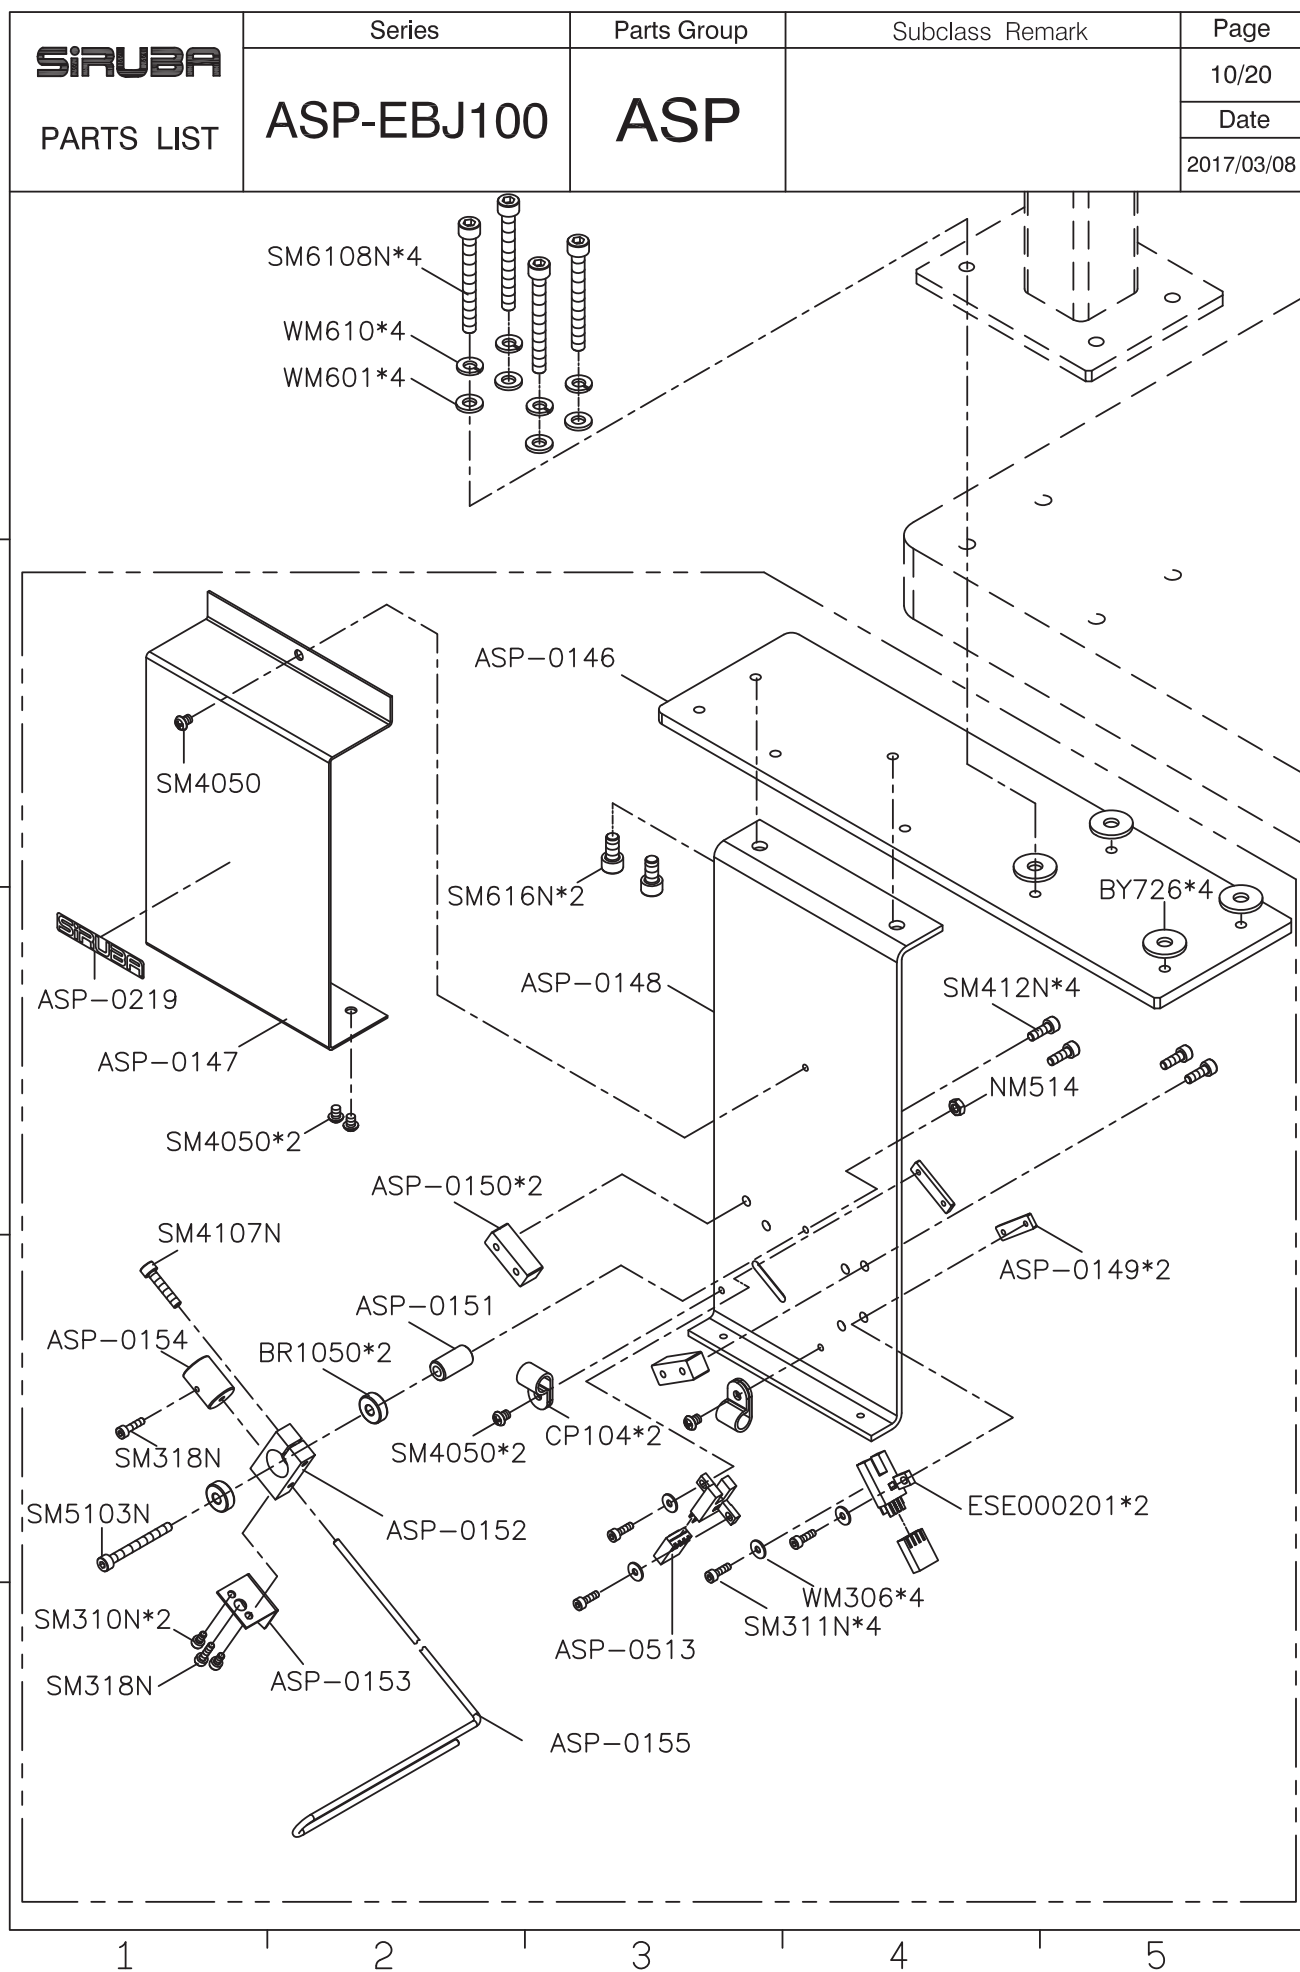 SiRUBA
PARTS LIST
Series
ASP-EBJ100
Parts Group
ASP
Subclass Remark
Page
10/20
Date
2017/03/08
SM6108N*4
WM610*4
WM601*4
ASP-0146
SM4050
SM616N*2
BY726*4
SiRUBA
ASP-0219
ASP-0148
SM412N*4
ASP-0147
NM514
SM4050*2
ASP-0150*2
SM4107N
ASP-0149*2
ASP-0151
ASP-0154
BR1050*2
SM318N
SM4050*2
CP104*2
SM5103N
ASP-0152
ESE000201*2
WM306*4
SM310N*2
SM311N*4
ASP-0513
SM318N
ASP-0153
ASP-0155
1
2
3
4
5